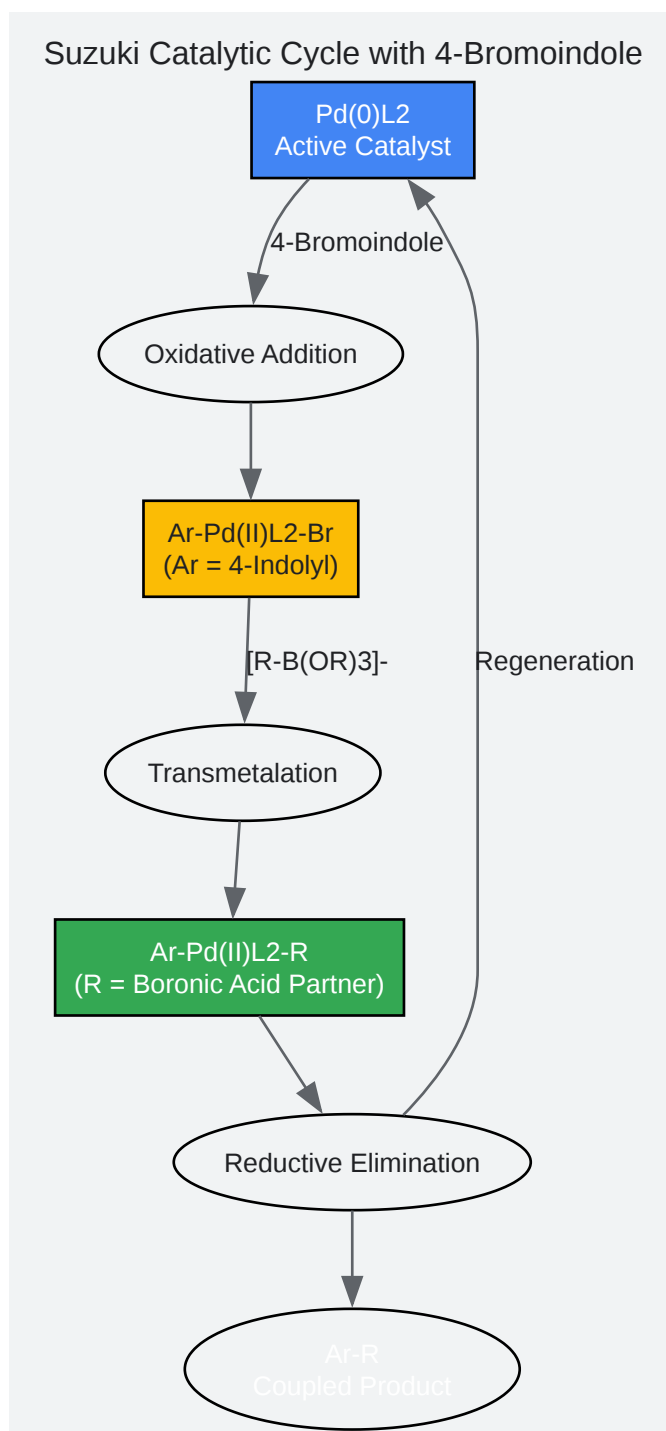 Suzuki Catalytic Cycle with 4-Bromoindole
Pd(0)L2
Active Catalyst
4-Bromoindole
Oxidative Addition
Ar-Pd(II)L2-Br
(Ar = 4-Indolyl)
[R-B(OR)3]-
Regeneration
Transmetalation
Ar-Pd(II)L2-R
(R = Boronic Acid Partner)
Reductive Elimination
Ar-R
Coupled Product